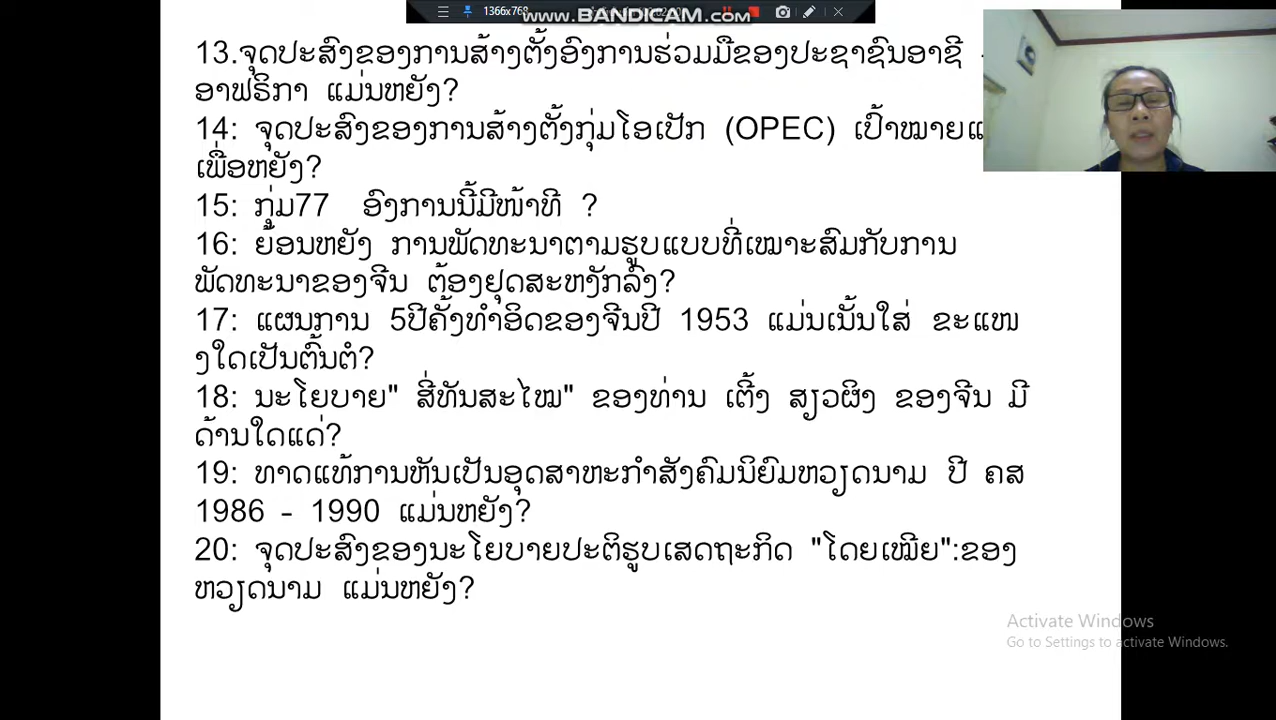 1366x768
www.BANDICAM.com
13.ຈຸດປະສົງຂອງການສ້າງຕັ້ງອົງການຮ່ວມມືຂອງປະຊາຊົນອາຊີ -
ອາຟຣິກາ ແມ່ນຫຍັງ?
14: ຈຸດປະສົງຂອງການສ້າງຕັ້ງກຸ່ມໂອເປັກ (OPEC) ເປົ້າໝາຍ
ເພື່ອຫຍັງ?
15: ກຸ່ມ77 ອົງການນີ້ມີໜ້າທີ ?
16: ຍ້ອນຫຍັງ ການພັດທະນາຕາມຮູບແບບທີ່ເໝາະສົມກັບການ
ພັດທະນາຂອງຈີນ ຕ້ອງຢຸດສະຫງັກລົງ?
17: ແຜນການ 5ປີຄັ້ງທຳອິດຂອງຈີນປີ 1953 ແມ່ນເນັ້ນໃສ່ ຂະແໜ
ງໃດເປັນຕົ້ນຕໍ?
18: ນະໂຍບາຍ" ສີ່ທັນສະໄໝ" ຂອງທ່ານ ເຕີ້ງ ສຽວຜິງ ຂອງຈີນ ມີ
ດ້ານໃດແດ່?
19: ທາດແທ້ການຫັນເປັນອຸດສາຫະກຳສັງຄົມນິຍົມຫວຽດນາມ ປີ ຄສ
1986 - 1990 ແມ່ນຫຍັງ?
20: ຈຸດປະສົງຂອງນະໂຍບາຍປະຕິຮູບເສດຖະກິດ "ໂດຍເໝີຍ":ຂອງ
ຫວຽດນາມ ແມ່ນຫຍັງ?
Activate Windows
Go to Settings to activate Windows.